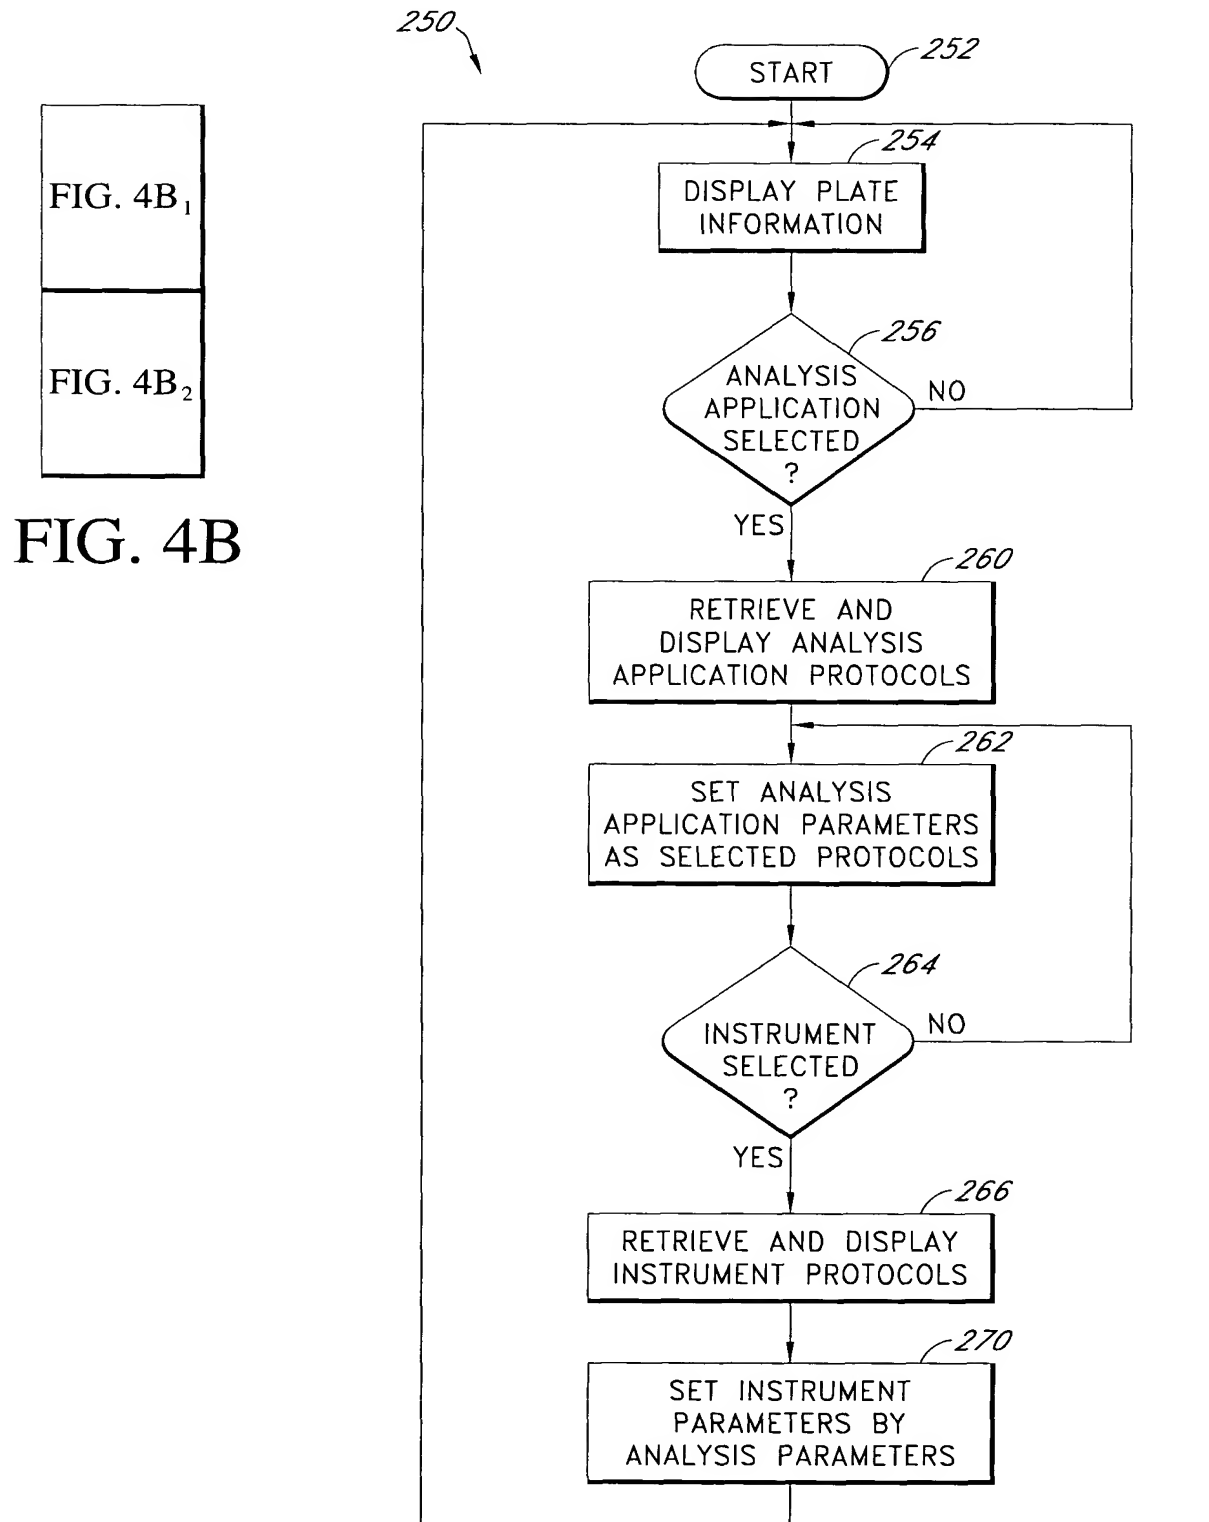 250
START
252
254
DISPLAY PLATE
INFORMATION
256
ANALYSIS
APPLICATION
SELECTED
?
NO
YES
260
RETRIEVE AND
DISPLAY ANALYSIS
APPLICATION PROTOCOLS
262
SET ANALYSIS
APPLICATION PARAMETERS
AS SELECTED PROTOCOLS
264
INSTRUMENT
SELECTED
?
NO
YES
266
RETRIEVE AND DISPLAY
INSTRUMENT PROTOCOLS
270
SET INSTRUMENT
PARAMETERS BY
ANALYSIS PARAMETERS
FIG. 4B₁
FIG. 4B₂
FIG. 4B